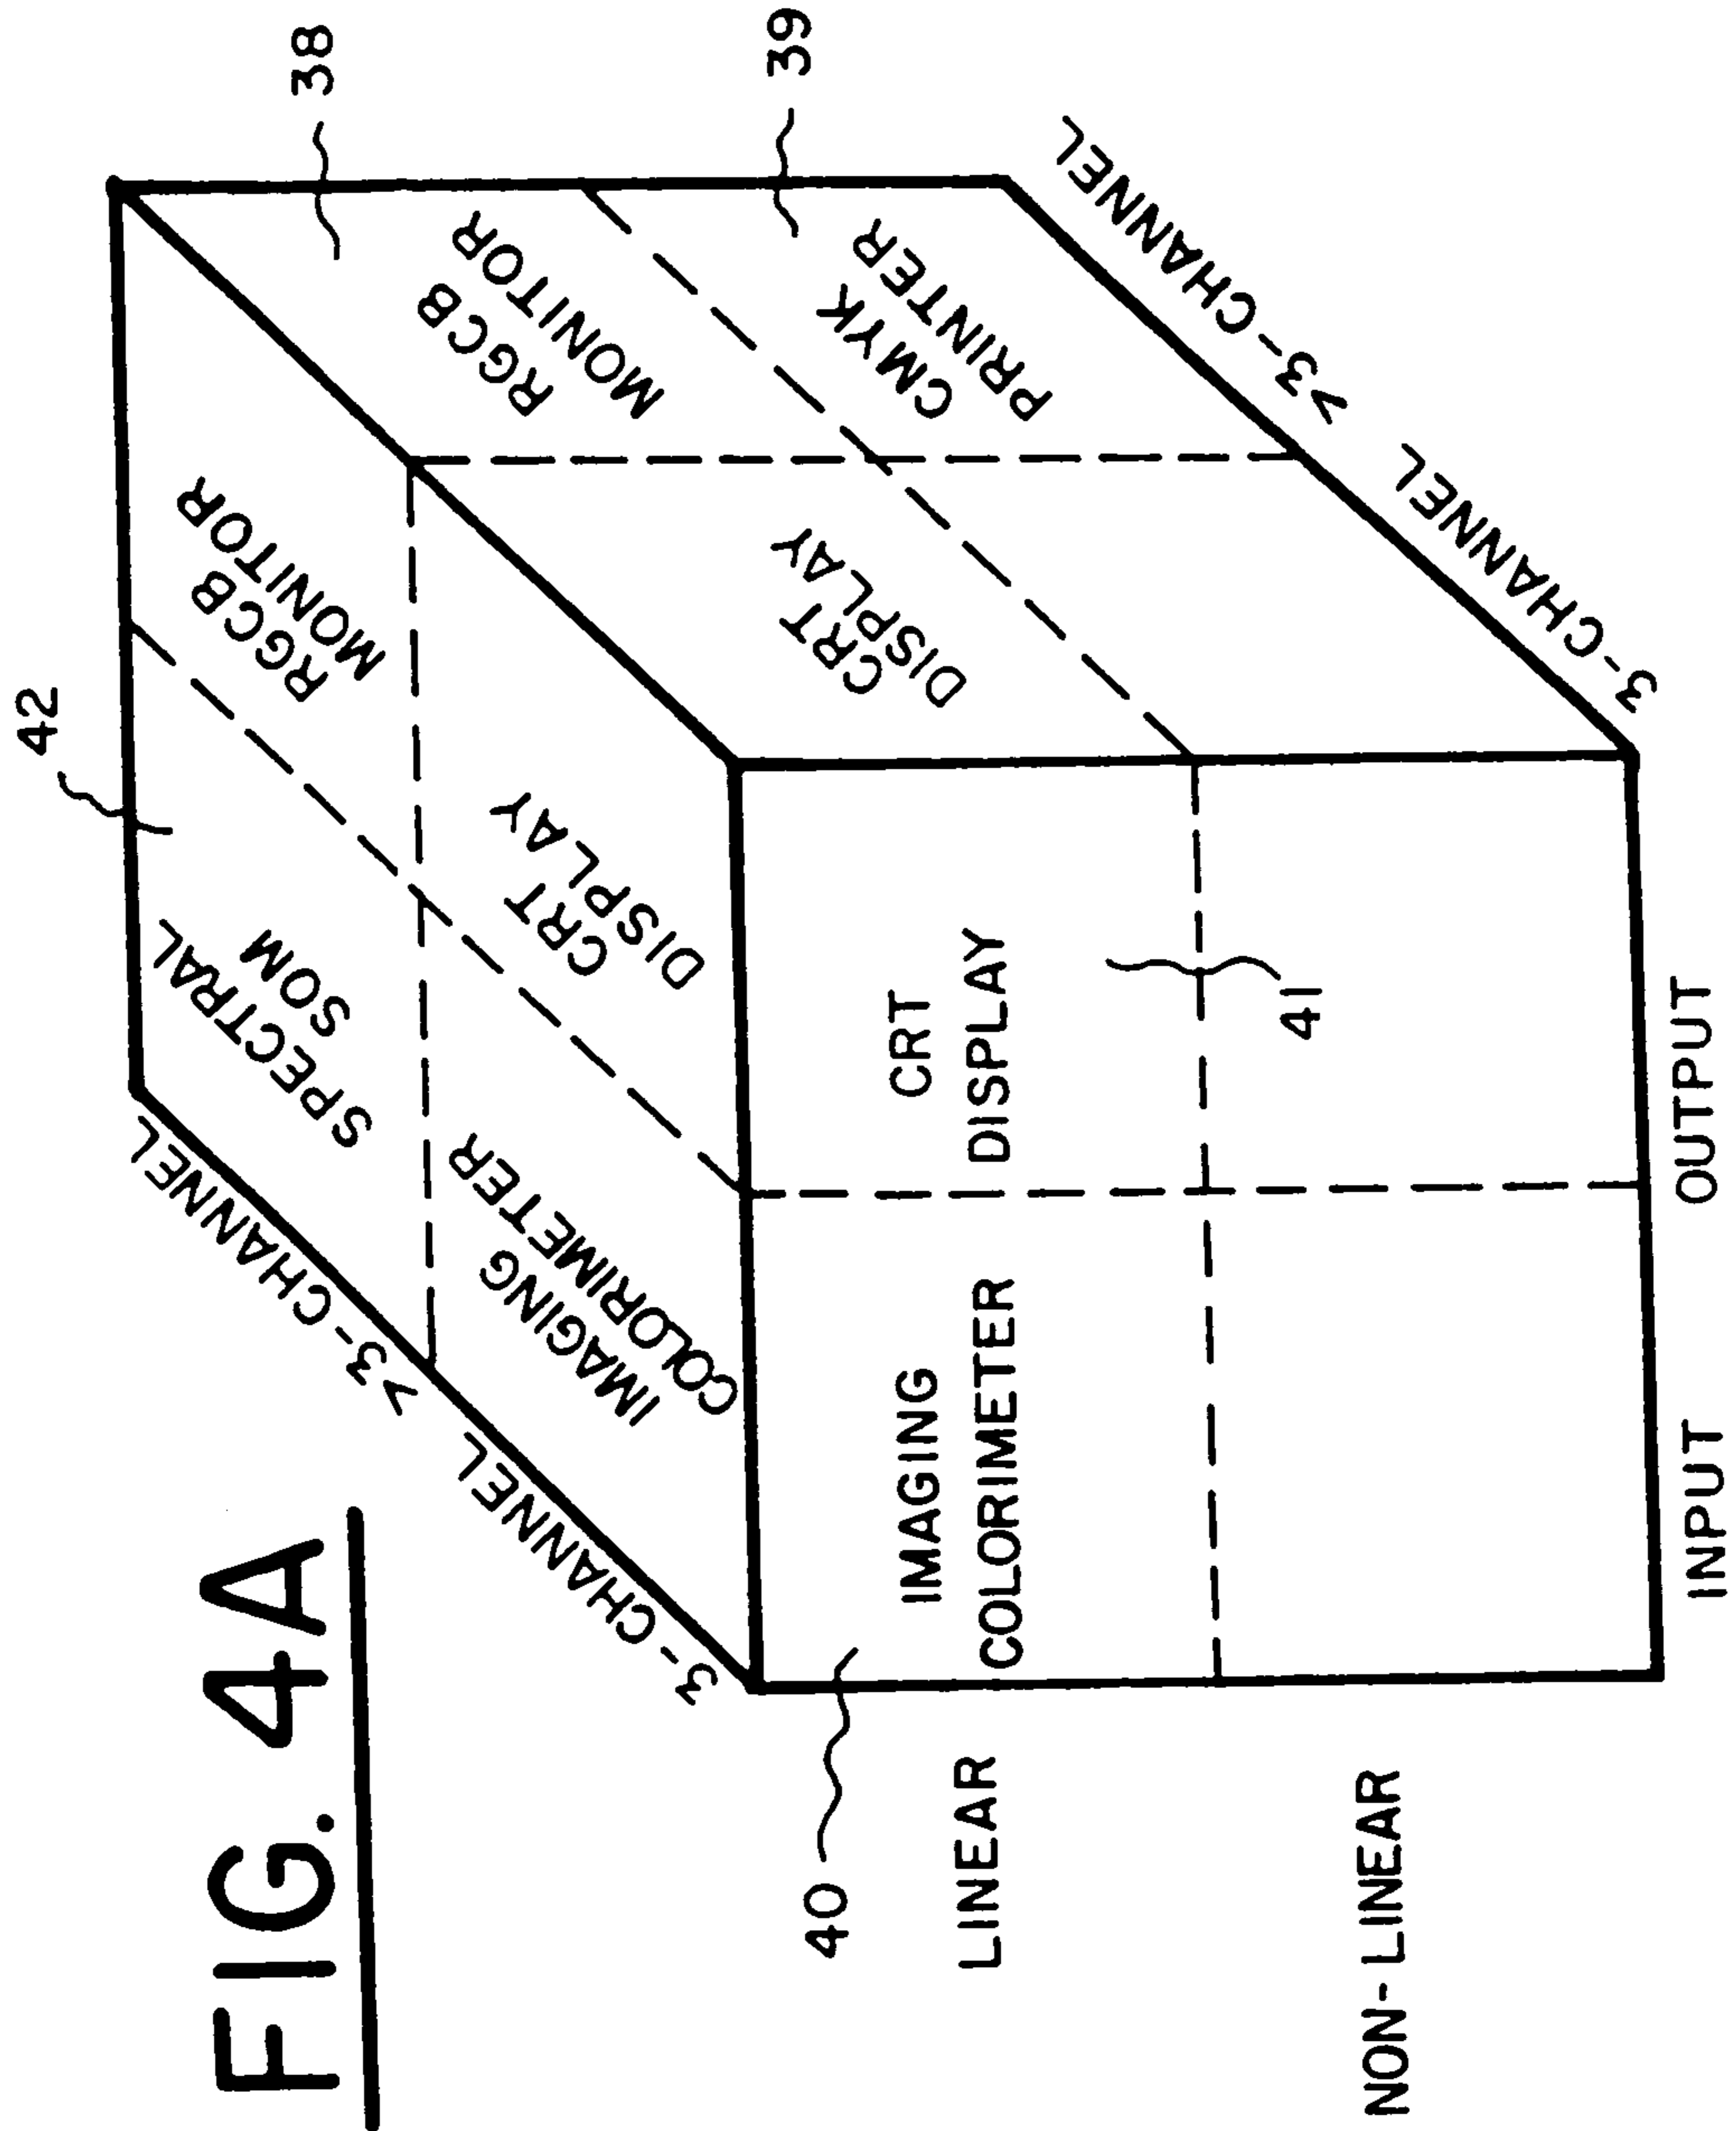 FIG. 4A
42
38
39
40
41
3-CHANNEL
>3-CHANNEL
SPECTRAL
SOM
RGCB
MONITOR
IMAGING
COLORIMETER
CRT
DISPLAY
RGCB
MONITOR
CMYK
PRINTER
CRT
DISPLAY
LINEAR
IMAGING
COLORIMETER
CRT
DISPLAY
NON-LINEAR
INPUT
OUTPUT
3-CHANNEL
>3-CHANNEL